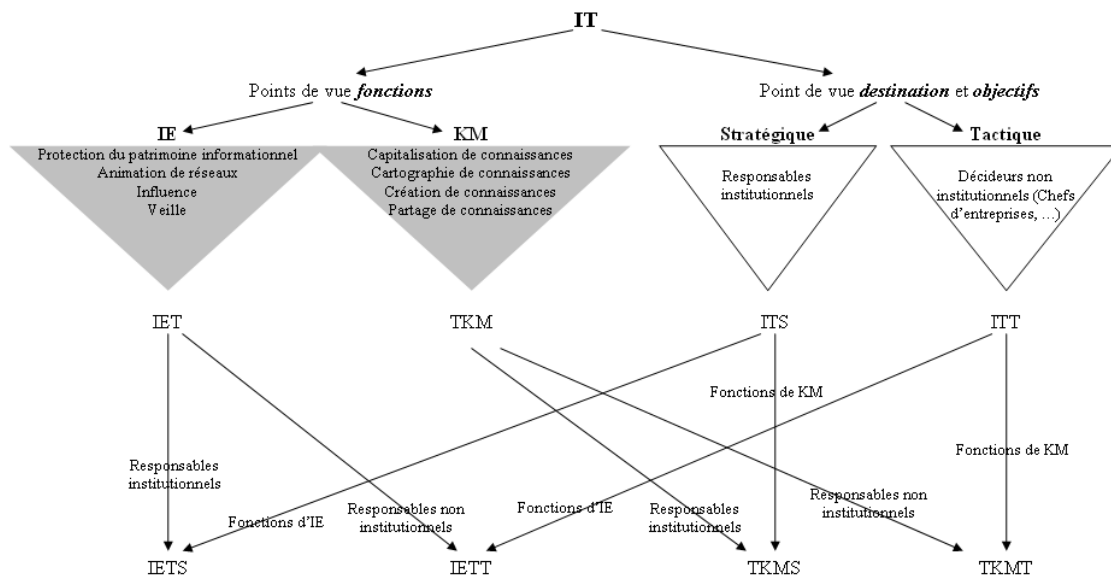 IT
Points de vue fonctions
Point de vue destination et objectifs
IE
KM
Stratégique
Tactique
Protection du patrimoine informationnel
Animation de réseaux
Influence
Veille
Capitalisation de connaissances
Cartographie de connaissances
Création de connaissances
Partage de connaissances
Responsables
institutionnels
Décideurs non
institutionnels (Chefs
d'entreprises, …)
IET
TKM
ITS
ITT
Fonctions de KM
Fonctions de KM
Responsables
institutionnels
Fonctions d'IE
Responsables non
institutionnels
Fonctions d'IE
Responsables
institutionnels
Responsables non
institutionnels
IETS
IETT
TKMS
TKMT